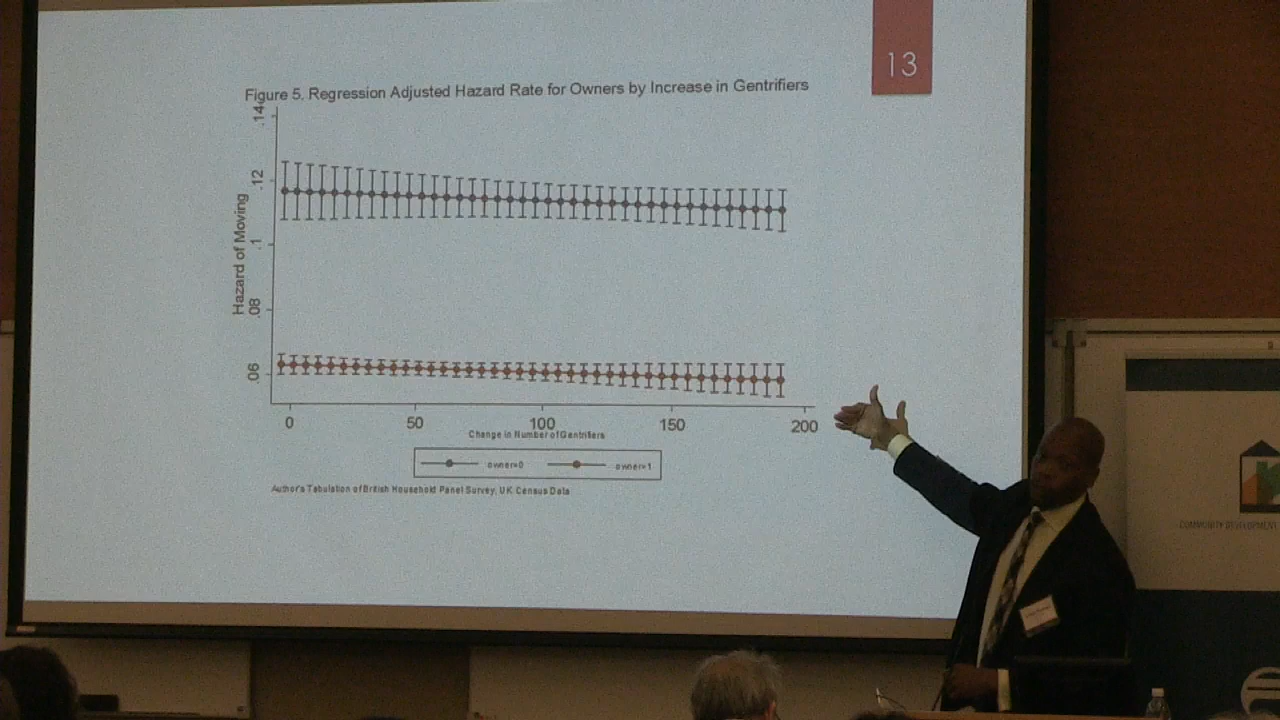 13
Figure 5. Regression Adjusted Hazard Rate for Owners by Increase in Gentrifiers
.14
.12
.1
.08
.06
Hazard of Moving
0 50 100 150 200
Change in Number of Gentrifiers
owner=0 owner=1
Author's Tabulation of British Household Panel Survey, UK Census Data
COMMUNITY DEVELOPMENT